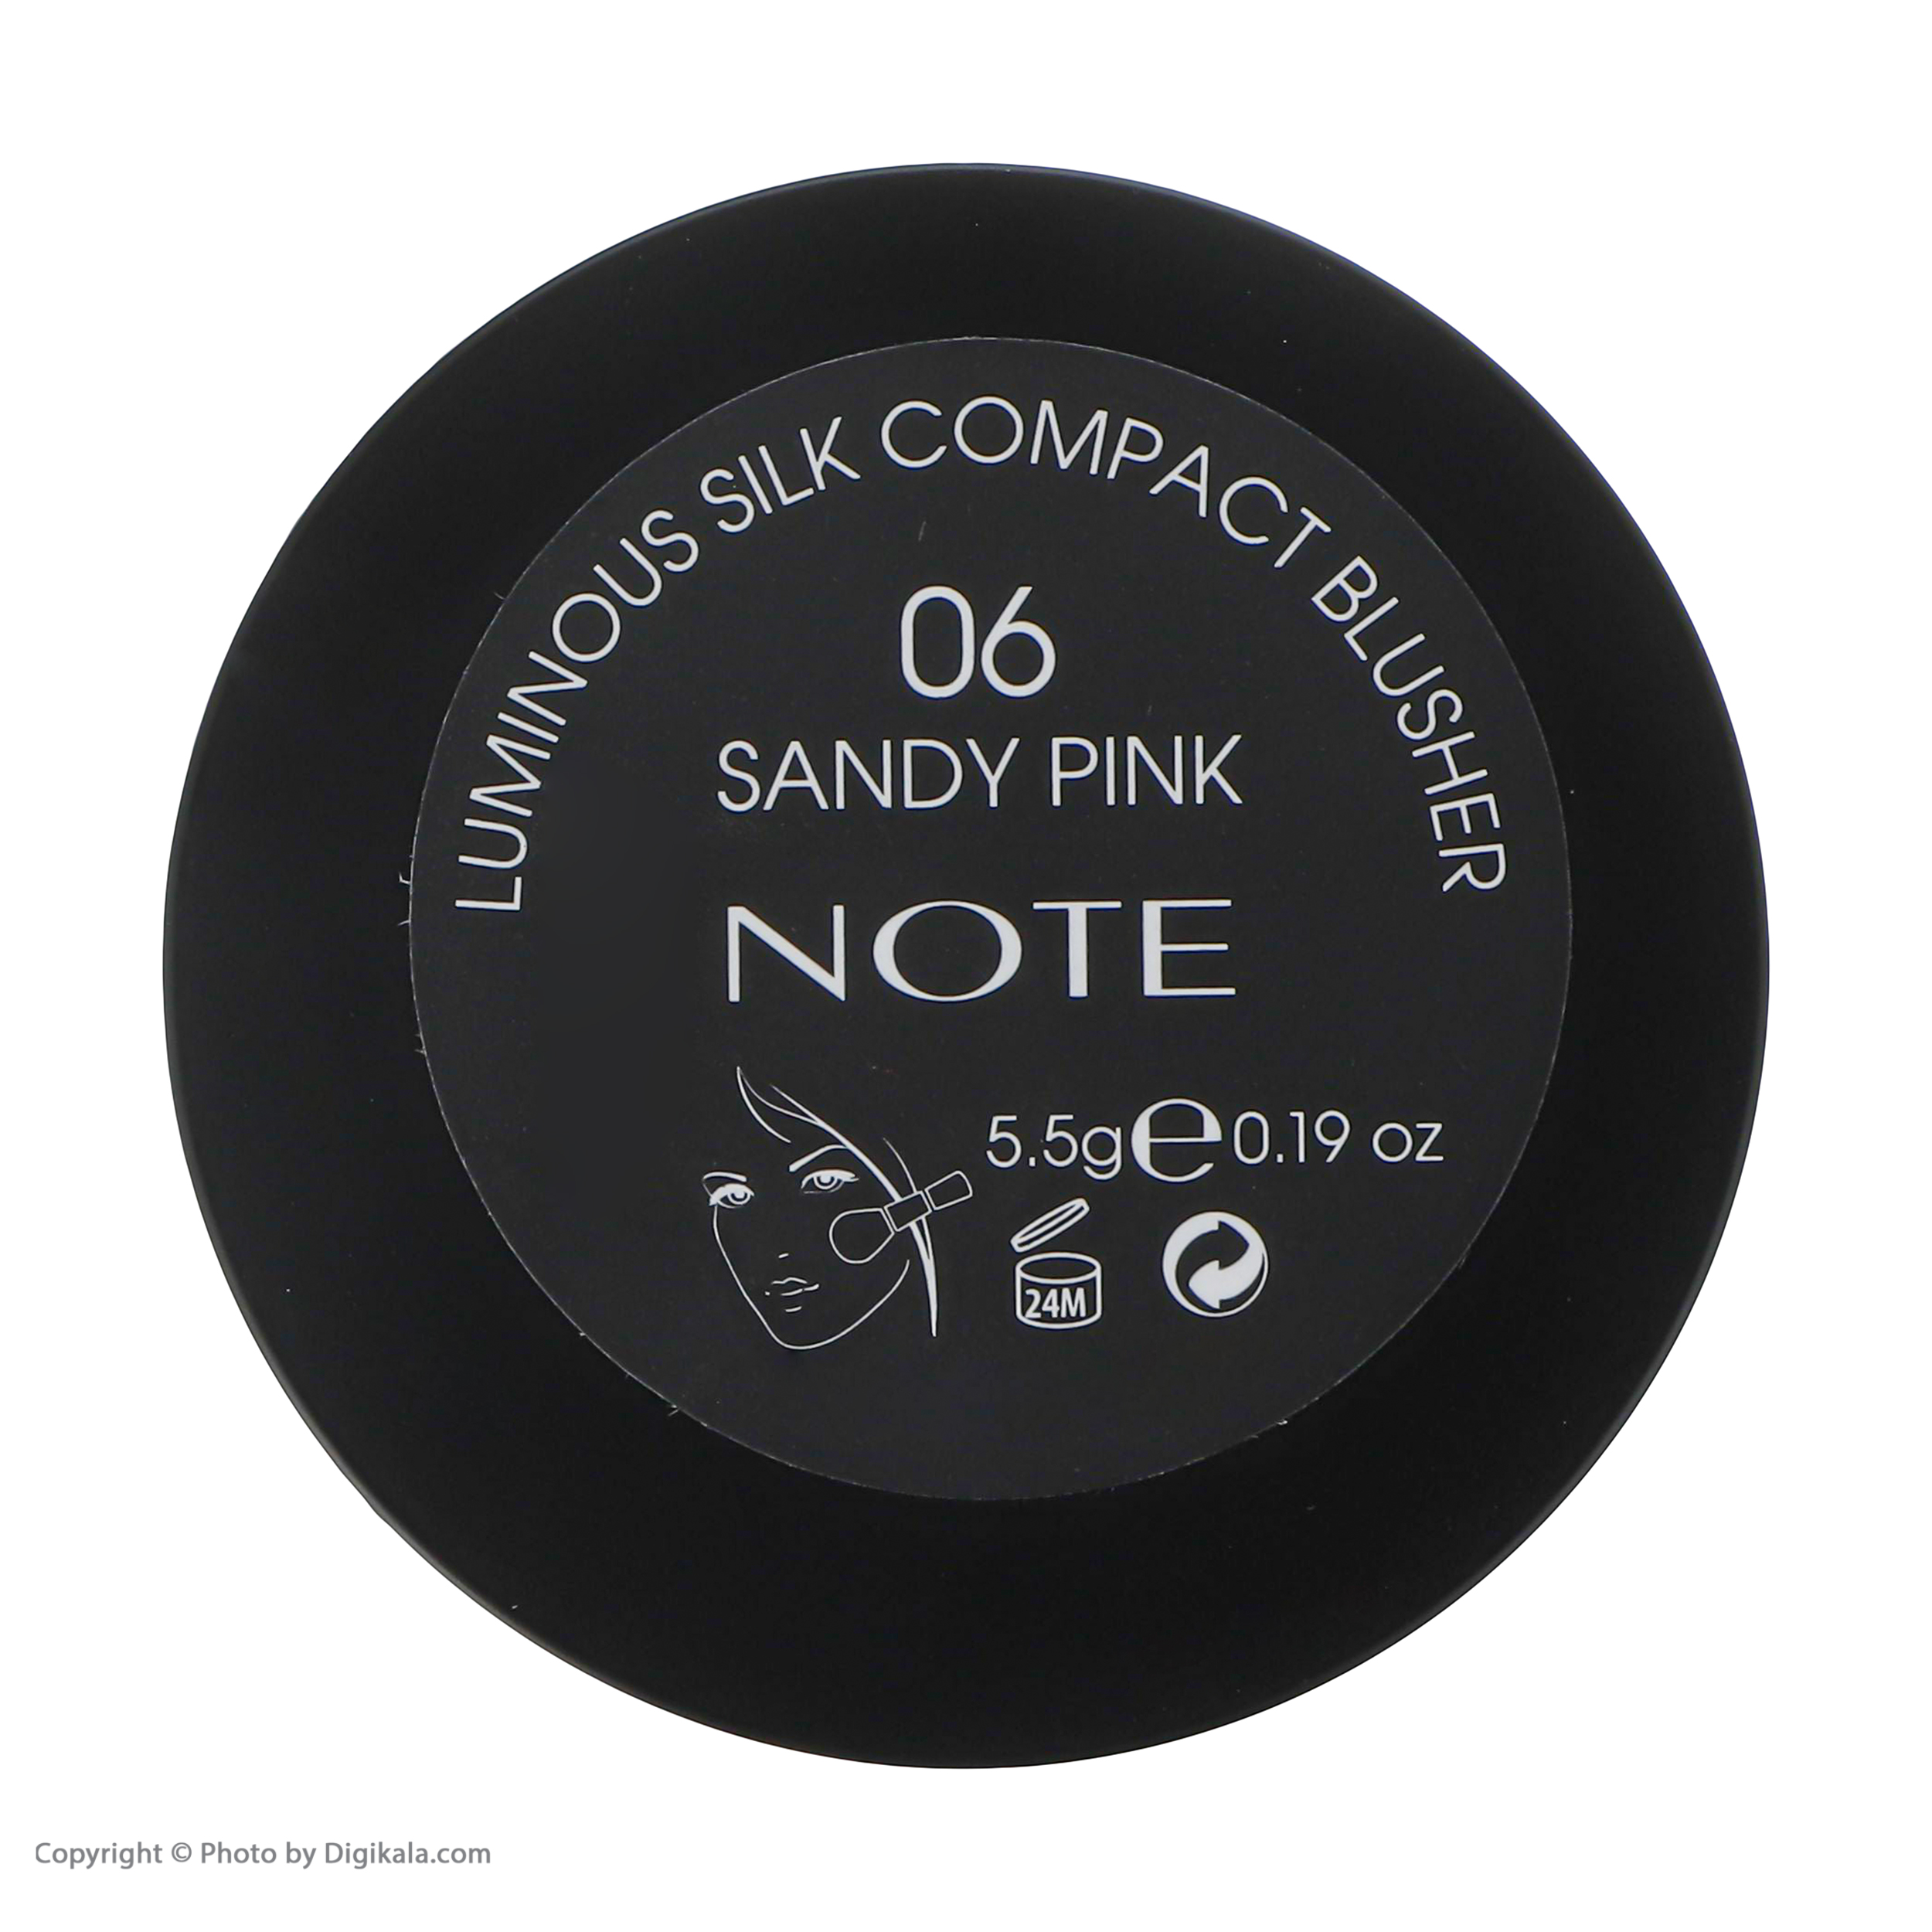 LUMINOUS SILK COMPACT BLUSHER
06
SANDY PINK
NOTE
5.5g e 0.19 oz
24M
Copyright © Photo by Digikala.com